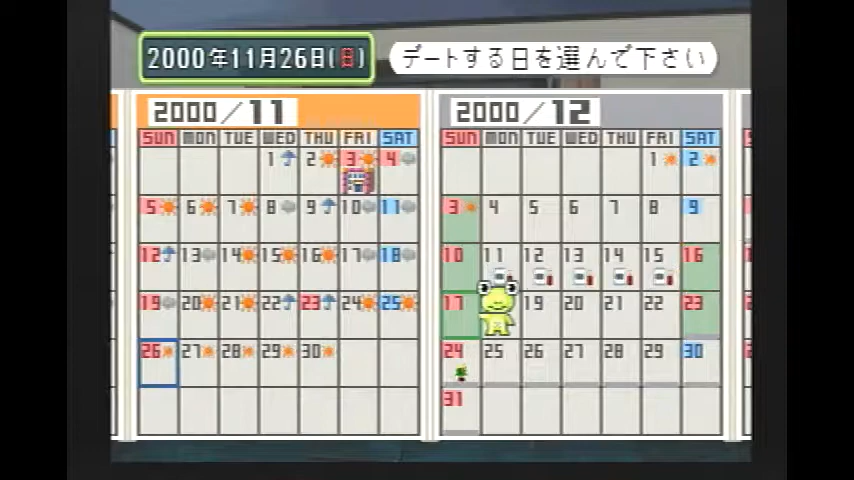 2000年11月26日(日)
デートする日を選んで下さい
2000/11
SUN MON TUE WED THU FRI SAT
1 2 3 4
5 6 7 8 9 10 11
12 13 14 15 16 17 18
19 20 21 22 23 24 25
26 27 28 29 30
2000/12
SUN MON TUE WED THU FRI SAT
1 2
3 4 5 6 7 8 9
10 11 12 13 14 15 16
17 19 20 21 22 23
24 25 26 27 28 29 30
31